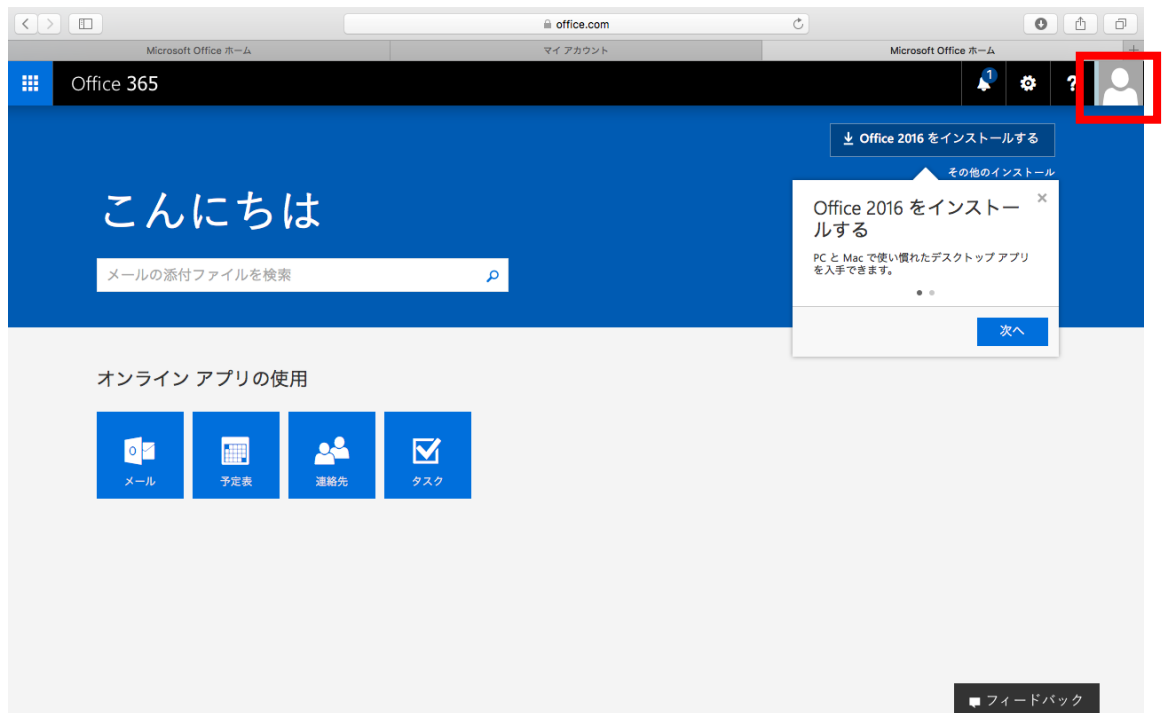 office.com
Microsoft Office ホーム
マイ アカウント
Microsoft Office ホーム
Office 365
1
?
Office 2016 をインストールする
その他のインストール
こんにちは
メールの添付ファイルを検索
Office 2016 をインストー
ルする
PC と Mac で使い慣れたデスクトップ アプリ
を入手できます。
次へ
オンライン アプリの使用
メール
予定表
連絡先
タスク
フィードバック